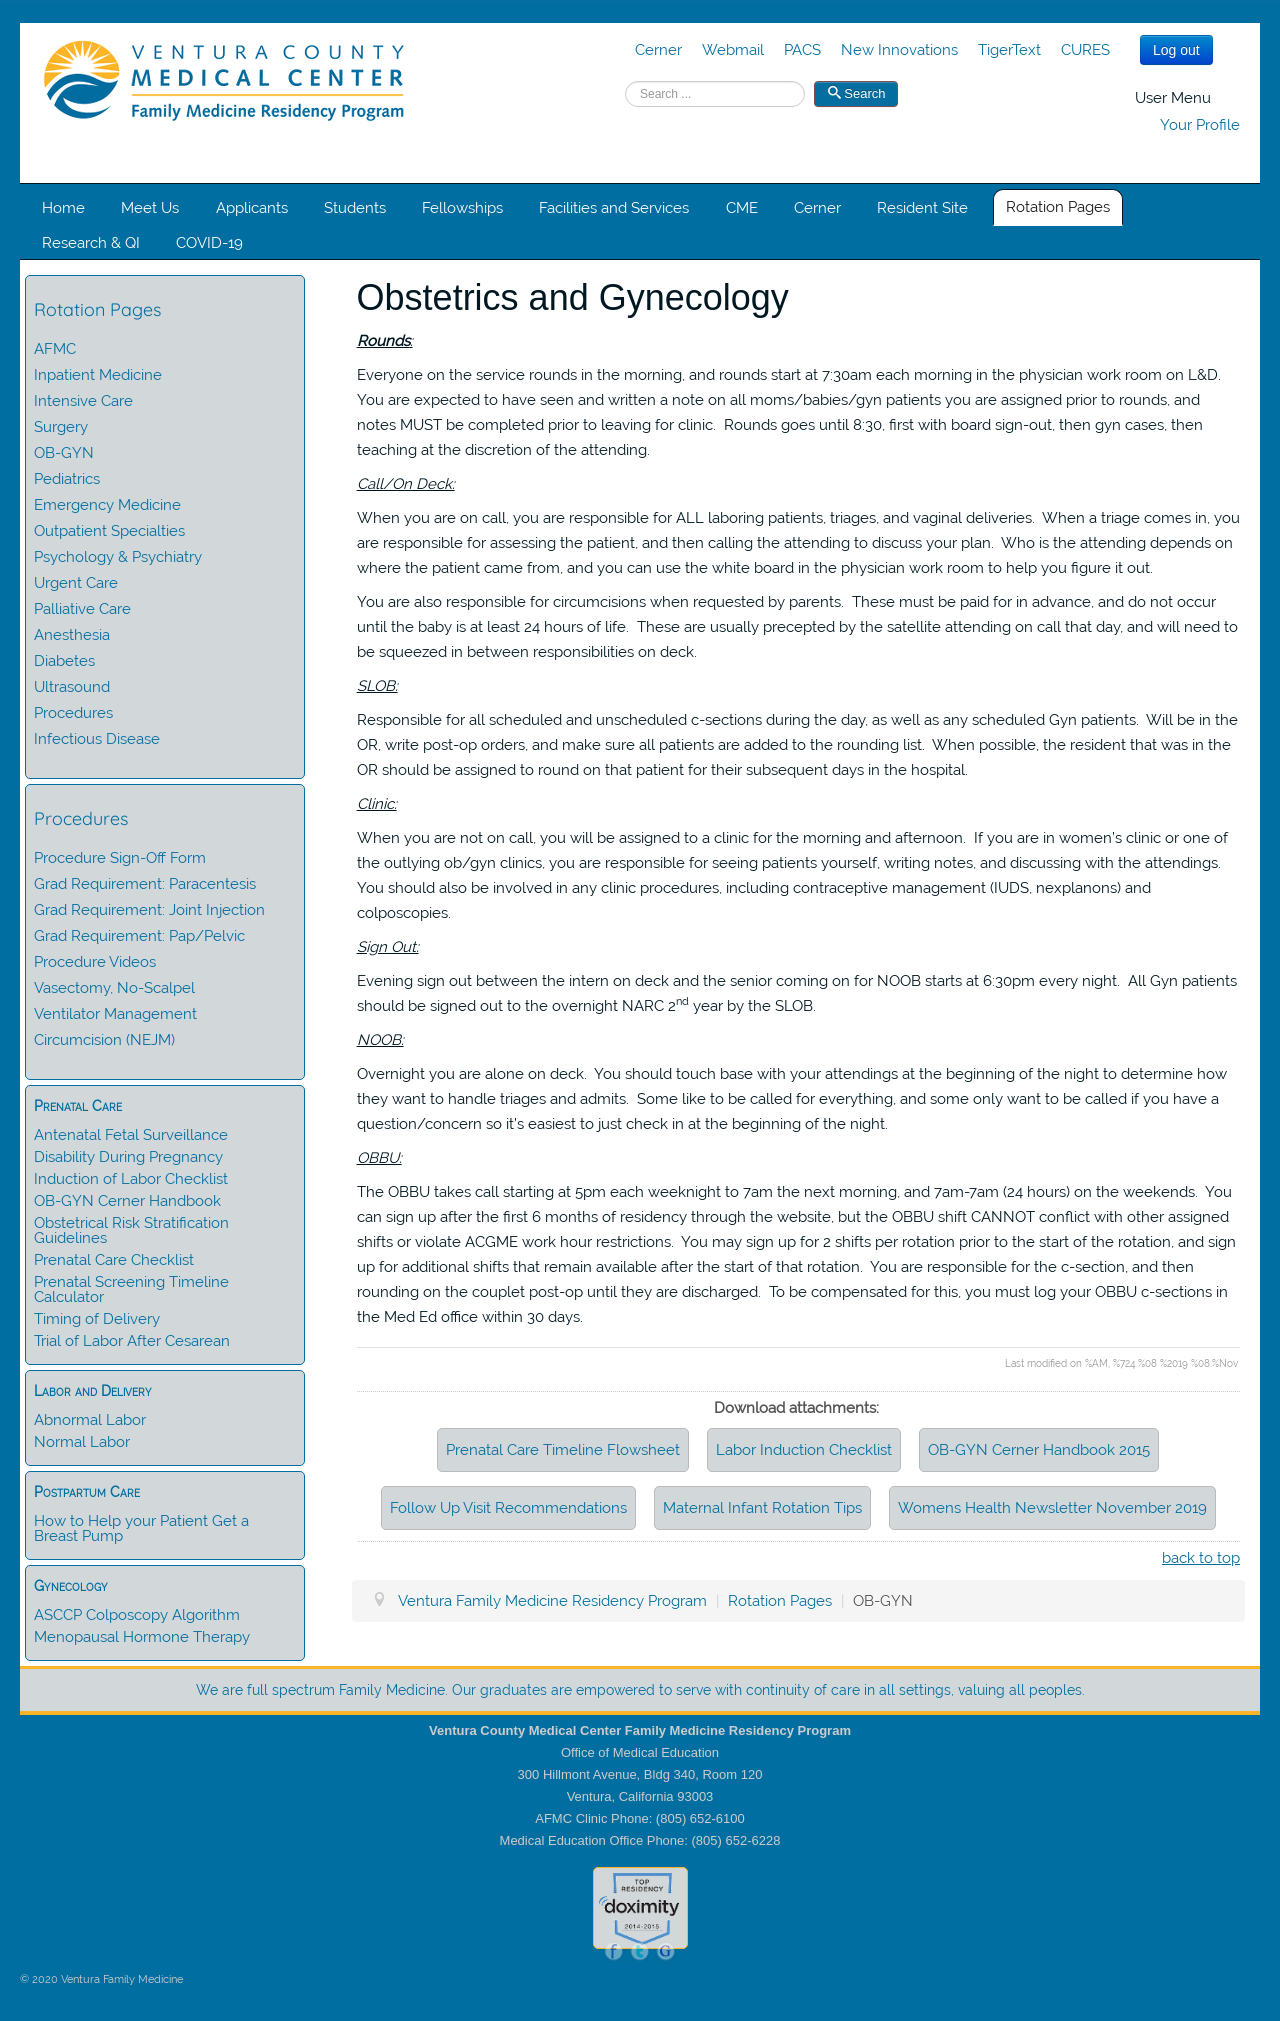 VENTURA COUNTY
MEDICAL CENTER
Family Medicine Residency Program
Cerner Webmail PACS New Innovations TigerText CURES
Log out
Search ...
Search
User Menu
Your Profile
Home Meet Us Applicants Students Fellowships Facilities and Services CME Cerner Resident Site Rotation Pages
Research & QI COVID-19
Rotation Pages
AFMC
Inpatient Medicine
Intensive Care
Surgery
OB-GYN
Pediatrics
Emergency Medicine
Outpatient Specialties
Psychology & Psychiatry
Urgent Care
Palliative Care
Anesthesia
Diabetes
Ultrasound
Procedures
Infectious Disease
Procedures
Procedure Sign-Off Form
Grad Requirement: Paracentesis
Grad Requirement: Joint Injection
Grad Requirement: Pap/Pelvic
Procedure Videos
Vasectomy, No-Scalpel
Ventilator Management
Circumcision (NEJM)
Prenatal Care
Antenatal Fetal Surveillance
Disability During Pregnancy
Induction of Labor Checklist
OB-GYN Cerner Handbook
Obstetrical Risk Stratification
Guidelines
Prenatal Care Checklist
Prenatal Screening Timeline
Calculator
Timing of Delivery
Trial of Labor After Cesarean
Labor and Delivery
Abnormal Labor
Normal Labor
Postpartum Care
How to Help your Patient Get a
Breast Pump
Gynecology
ASCCP Colposcopy Algorithm
Menopausal Hormone Therapy
Obstetrics and Gynecology
Rounds:
Everyone on the service rounds in the morning, and rounds start at 7:30am each morning in the physician work room on L&D.
You are expected to have seen and written a note on all moms/babies/gyn patients you are assigned prior to rounds, and
notes MUST be completed prior to leaving for clinic.  Rounds goes until 8:30, first with board sign-out, then gyn cases, then
teaching at the discretion of the attending.
Call/On Deck:
When you are on call, you are responsible for ALL laboring patients, triages, and vaginal deliveries.  When a triage comes in, you
are responsible for assessing the patient, and then calling the attending to discuss your plan.  Who is the attending depends on
where the patient came from, and you can use the white board in the physician work room to help you figure it out.
You are also responsible for circumcisions when requested by parents.  These must be paid for in advance, and do not occur
until the baby is at least 24 hours of life.  These are usually precepted by the satellite attending on call that day, and will need to
be squeezed in between responsibilities on deck.
SLOB:
Responsible for all scheduled and unscheduled c-sections during the day, as well as any scheduled Gyn patients.  Will be in the
OR, write post-op orders, and make sure all patients are added to the rounding list.  When possible, the resident that was in the
OR should be assigned to round on that patient for their subsequent days in the hospital.
Clinic:
When you are not on call, you will be assigned to a clinic for the morning and afternoon.  If you are in women's clinic or one of
the outlying ob/gyn clinics, you are responsible for seeing patients yourself, writing notes, and discussing with the attendings.
You should also be involved in any clinic procedures, including contraceptive management (IUDS, nexplanons) and
colposcopies.
Sign Out:
Evening sign out between the intern on deck and the senior coming on for NOOB starts at 6:30pm every night.  All Gyn patients
should be signed out to the overnight NARC 2nd year by the SLOB.
NOOB:
Overnight you are alone on deck.  You should touch base with your attendings at the beginning of the night to determine how
they want to handle triages and admits.  Some like to be called for everything, and some only want to be called if you have a
question/concern so it's easiest to just check in at the beginning of the night.
OBBU:
The OBBU takes call starting at 5pm each weeknight to 7am the next morning, and 7am-7am (24 hours) on the weekends.  You
can sign up after the first 6 months of residency through the website, but the OBBU shift CANNOT conflict with other assigned
shifts or violate ACGME work hour restrictions.  You may sign up for 2 shifts per rotation prior to the start of the rotation, and sign
up for additional shifts that remain available after the start of that rotation.  You are responsible for the c-section, and then
rounding on the couplet post-op until they are discharged.  To be compensated for this, you must log your OBBU c-sections in
the Med Ed office within 30 days.
Last modified on %AM, %724 %08 %2019 %08:%Nov
Download attachments:
Prenatal Care Timeline Flowsheet Labor Induction Checklist OB-GYN Cerner Handbook 2015
Follow Up Visit Recommendations Maternal Infant Rotation Tips Womens Health Newsletter November 2019
back to top
Ventura Family Medicine Residency Program | Rotation Pages | OB-GYN
We are full spectrum Family Medicine. Our graduates are empowered to serve with continuity of care in all settings, valuing all peoples.
Ventura County Medical Center Family Medicine Residency Program
Office of Medical Education
300 Hillmont Avenue, Bldg 340, Room 120
Ventura, California 93003
AFMC Clinic Phone: (805) 652-6100
Medical Education Office Phone: (805) 652-6228
TOP
RESIDENCY
doximity
2014-2015
f t G
© 2020 Ventura Family Medicine